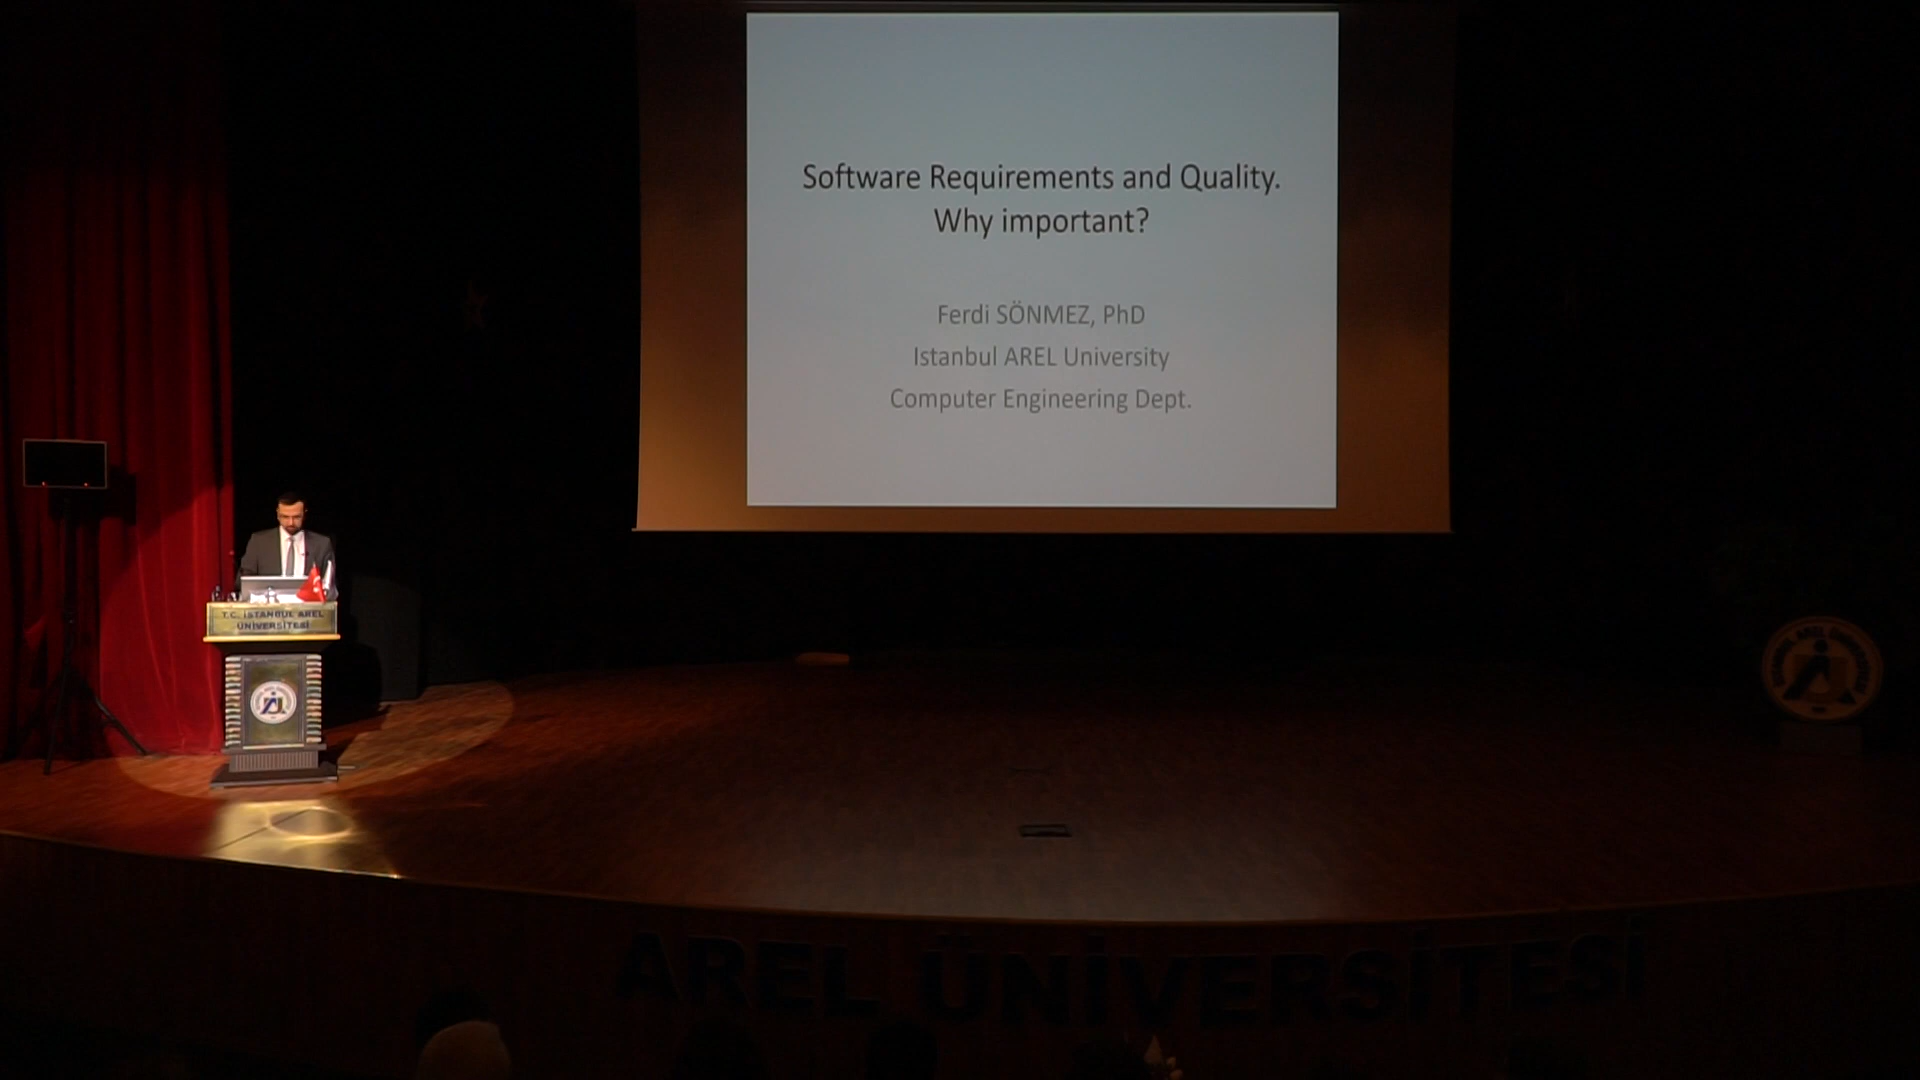 Software Requirements and Quality.
Why important?
Ferdi SÖNMEZ, PhD
Istanbul AREL University
Computer Engineering Dept.
T.C. İSTANBUL AREL
ÜNİVERSİTESİ
AREL ÜNİVERSİTESİ